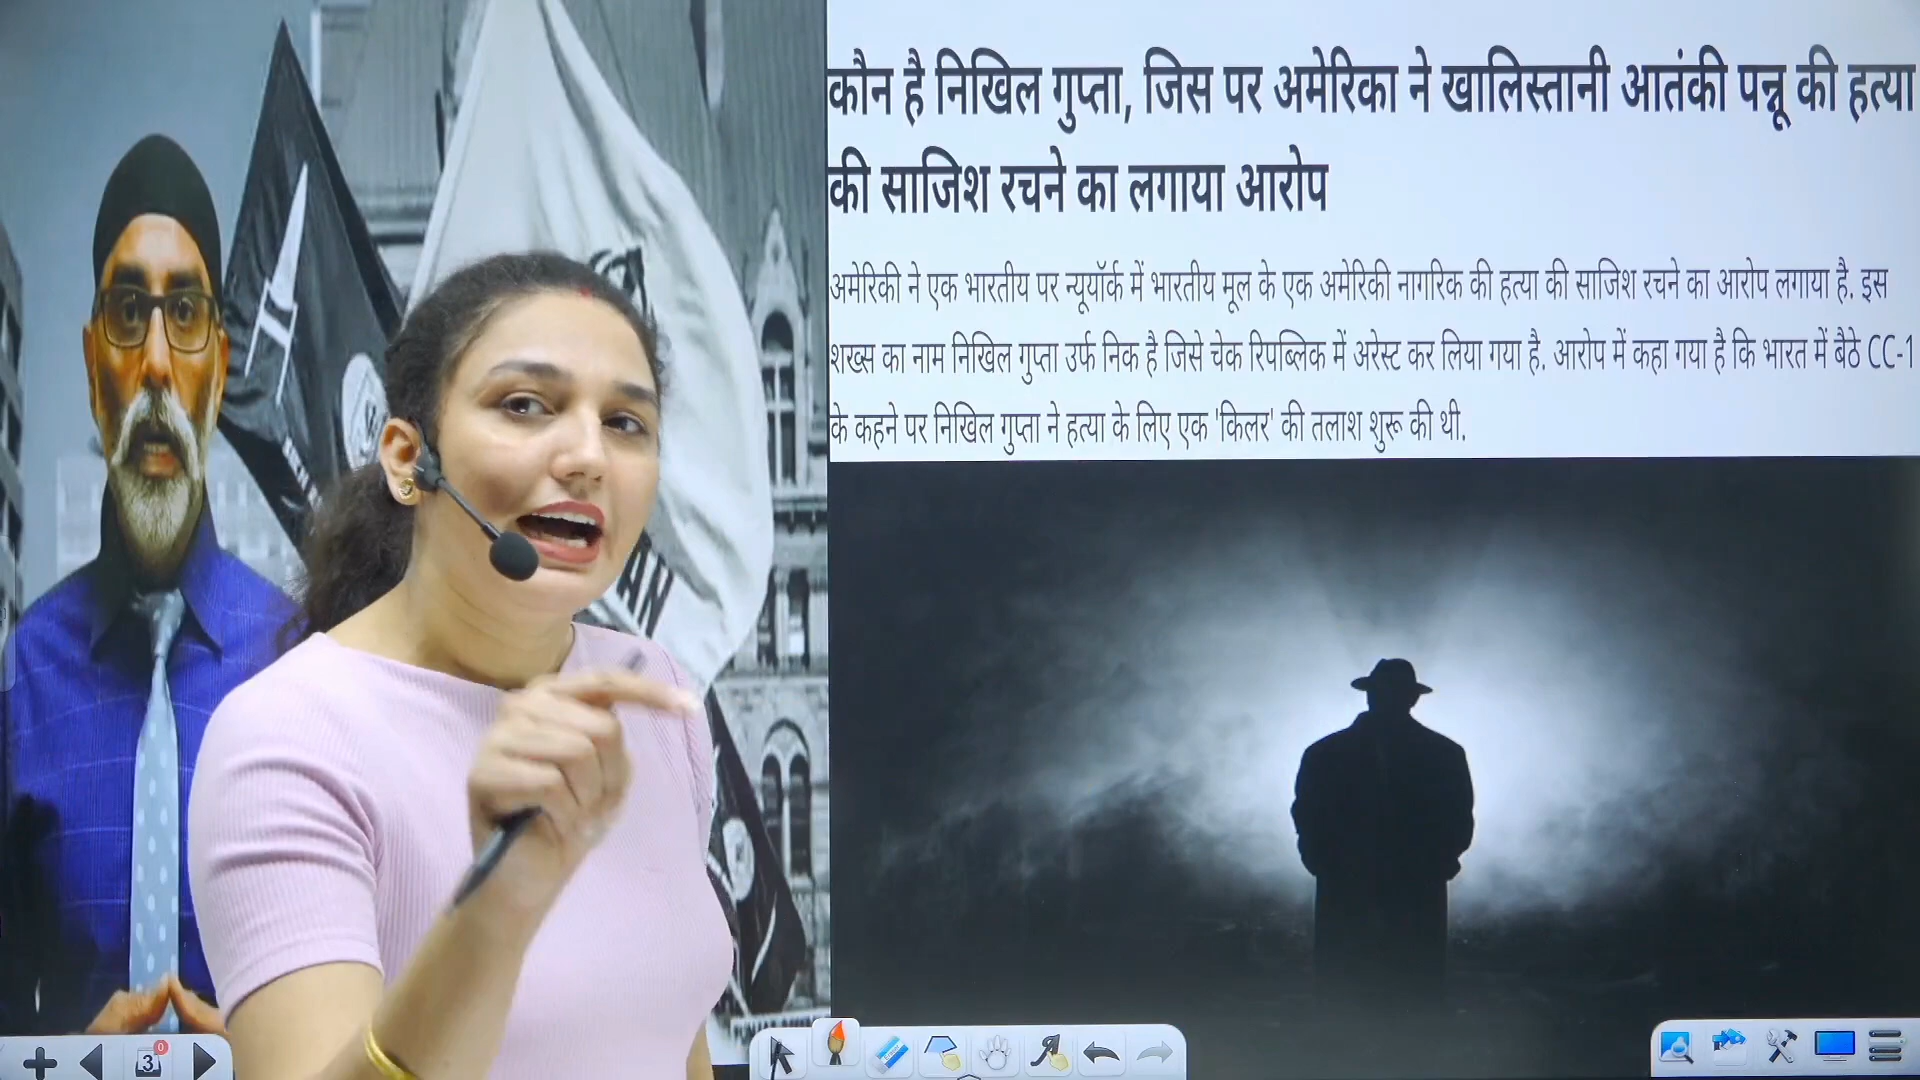 कौन है निखिल गुप्ता, जिस पर अमेरिका ने खालिस्तानी आतंकी पन्नू की हत्या
की साजिश रचने का लगाया आरोप
अमेरिकी ने एक भारतीय पर न्यूयॉर्क में भारतीय मूल के एक अमेरिकी नागरिक की हत्या की साजिश रचने का आरोप लगाया है. इस
शख्स का नाम निखिल गुप्ता उर्फ निक है जिसे चेक रिपब्लिक में अरेस्ट कर लिया गया है. आरोप में कहा गया है कि भारत में बैठे CC-1
के कहने पर निखिल गुप्ता ने हत्या के लिए एक 'किलर' की तलाश शुरू की थी.
AN
3
0